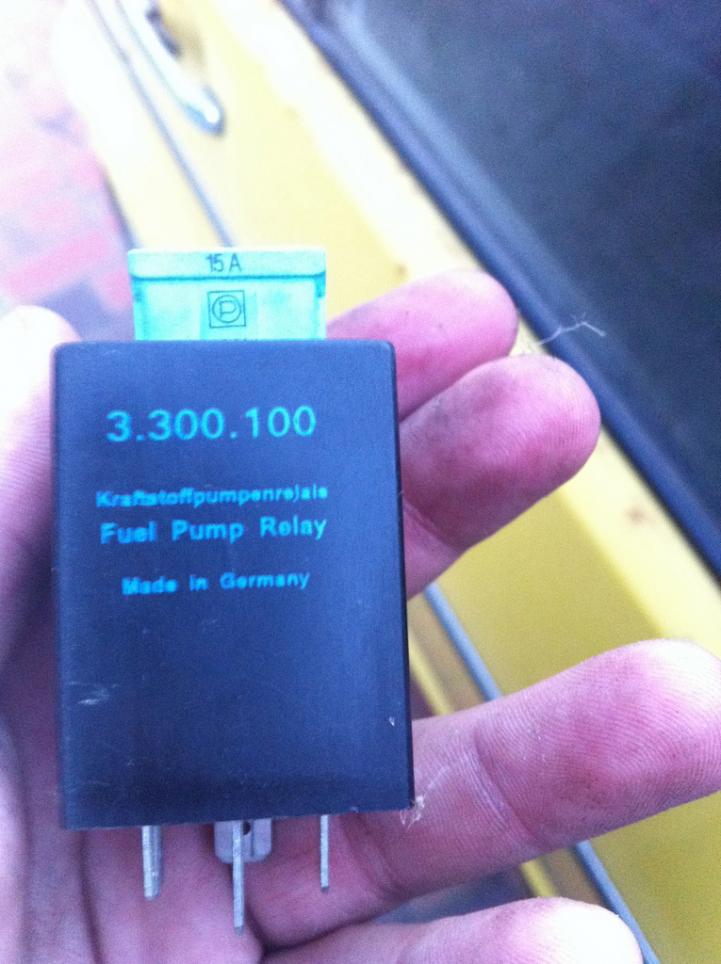 15 A
P
3.300.100
Kraftstoffpumpenrelais
Fuel Pump Relay
Made in Germany